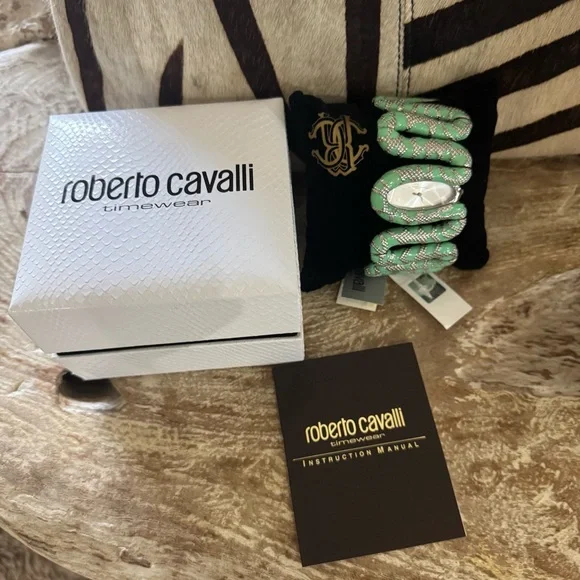 roberto cavalli
timewear
roberto cavalli
timewear
INSTRUCTION MANUAL